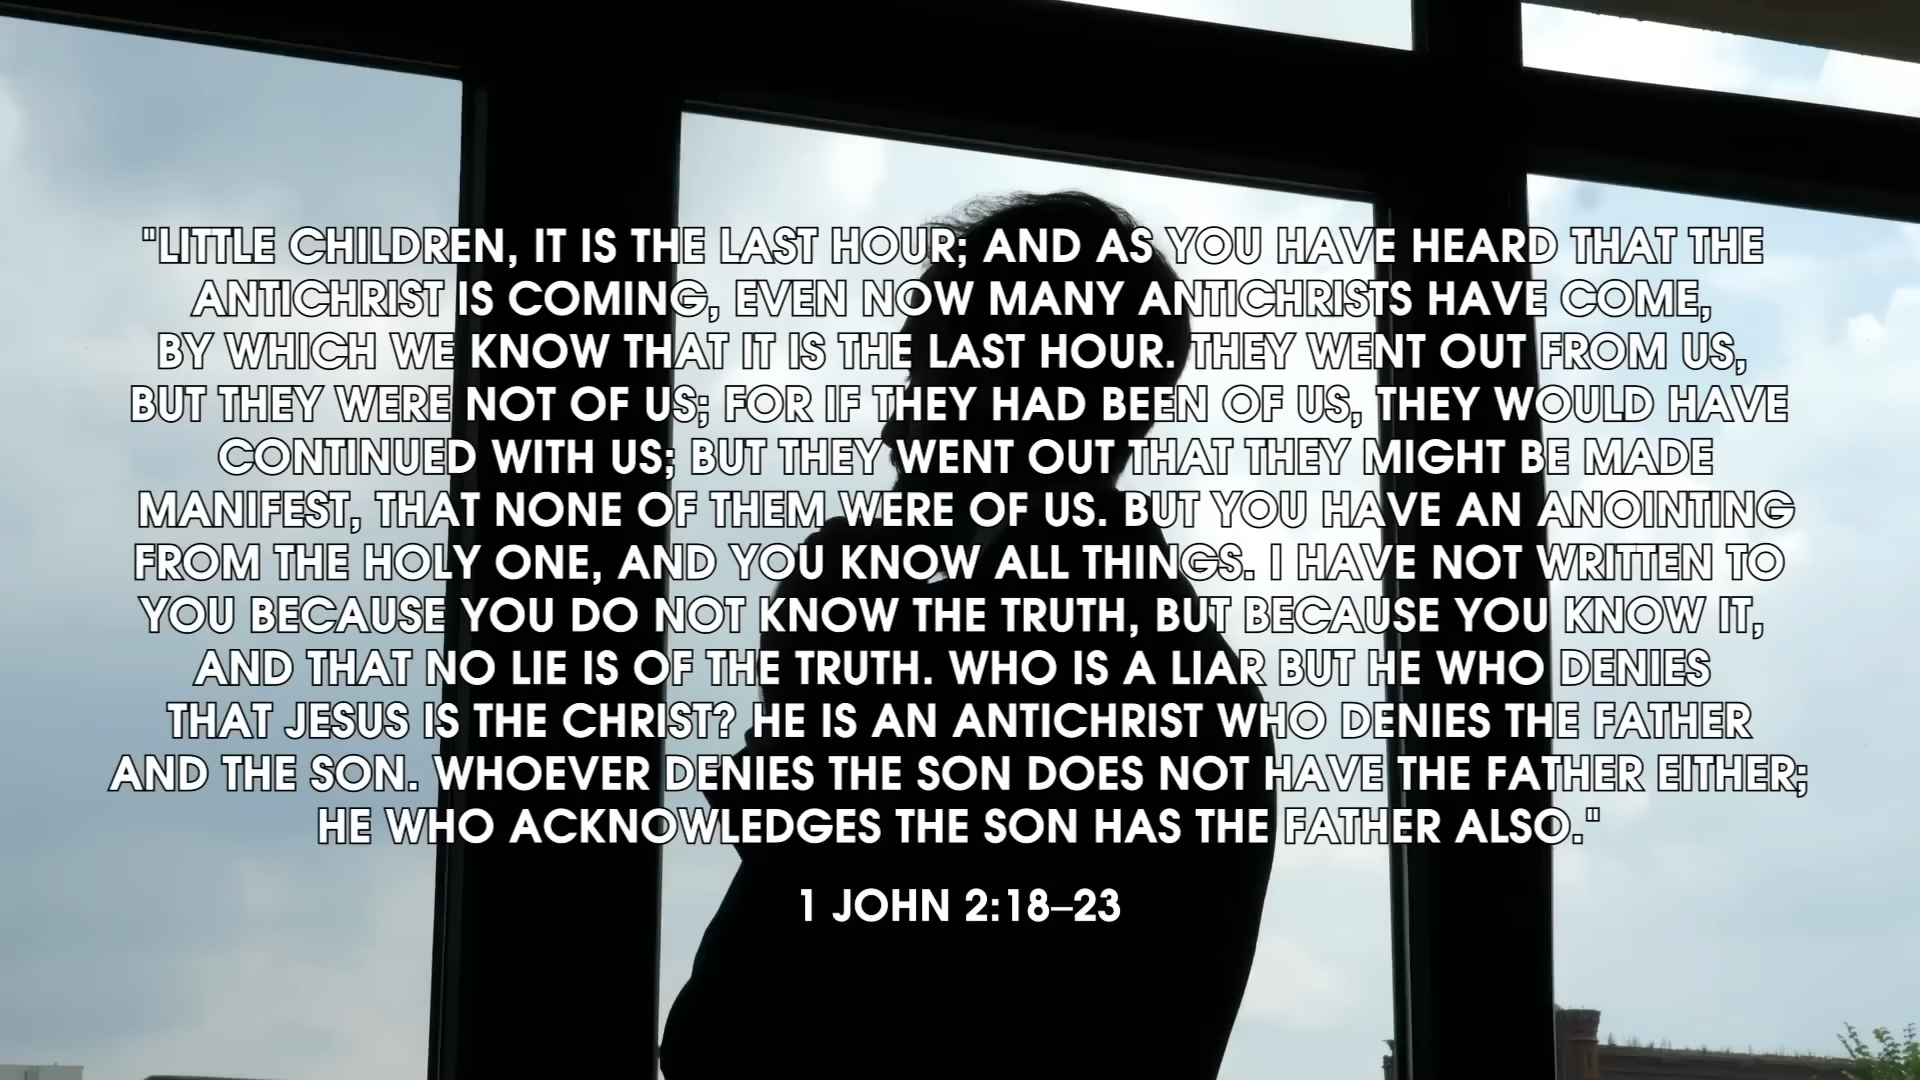 "LITTLE CHILDREN, IT IS THE LAST HOUR; AND AS YOU HAVE HEARD THAT THE
ANTICHRIST IS COMING, EVEN NOW MANY ANTICHRISTS HAVE COME,
BY WHICH WE KNOW THAT IT IS THE LAST HOUR. THEY WENT OUT FROM US,
BUT THEY WERE NOT OF US; FOR IF THEY HAD BEEN OF US, THEY WOULD HAVE
CONTINUED WITH US; BUT THEY WENT OUT THAT THEY MIGHT BE MADE
MANIFEST, THAT NONE OF THEM WERE OF US. BUT YOU HAVE AN ANOINTING
FROM THE HOLY ONE, AND YOU KNOW ALL THINGS. I HAVE NOT WRITTEN TO
YOU BECAUSE YOU DO NOT KNOW THE TRUTH, BUT BECAUSE YOU KNOW IT,
AND THAT NO LIE IS OF THE TRUTH. WHO IS A LIAR BUT HE WHO DENIES
THAT JESUS IS THE CHRIST? HE IS AN ANTICHRIST WHO DENIES THE FATHER
AND THE SON. WHOEVER DENIES THE SON DOES NOT HAVE THE FATHER EITHER;
HE WHO ACKNOWLEDGES THE SON HAS THE FATHER ALSO."
1 JOHN 2:18–23